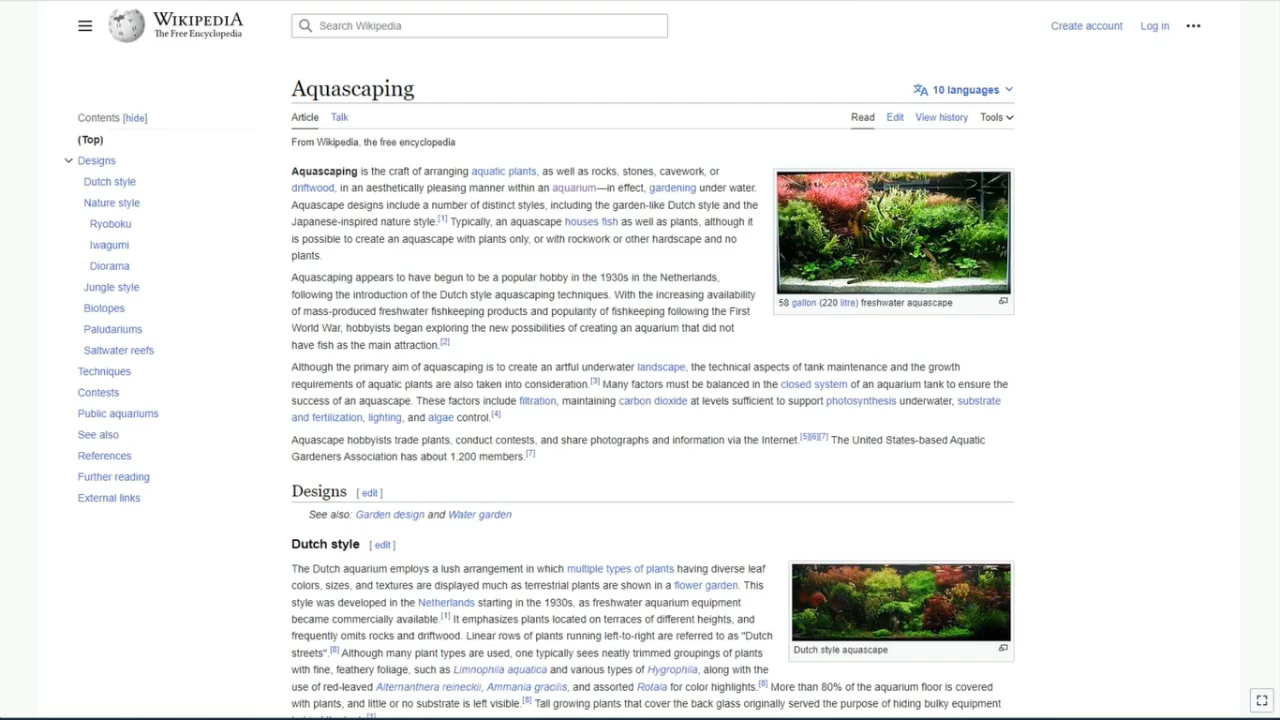 WIKIPEDIA
The Free Encyclopedia
Search Wikipedia
Create account Log in
Aquascaping
10 languages
Contents [hide]
Article Talk Read Edit View history Tools
(Top)
From Wikipedia, the free encyclopedia
Designs
Dutch style
Nature style
Ryoboku
Iwagumi
Diorama
Jungle style
Biotopes
Paludariums
Saltwater reefs
Techniques
Contests
Public aquariums
See also
References
Further reading
External links
Aquascaping is the craft of arranging aquatic plants, as well as rocks, stones, cavework, or
driftwood, in an aesthetically pleasing manner within an aquarium—in effect, gardening under water.
Aquascape designs include a number of distinct styles, including the garden-like Dutch style and the
Japanese-inspired nature style.[1] Typically, an aquascape houses fish as well as plants, although it
is possible to create an aquascape with plants only, or with rockwork or other hardscape and no
plants.
58 gallon (220 litre) freshwater aquascape
Aquascaping appears to have begun to be a popular hobby in the 1930s in the Netherlands,
following the introduction of the Dutch style aquascaping techniques. With the increasing availability
of mass-produced freshwater fishkeeping products and popularity of fishkeeping following the First
World War, hobbyists began exploring the new possibilities of creating an aquarium that did not
have fish as the main attraction.[2]
Although the primary aim of aquascaping is to create an artful underwater landscape, the technical aspects of tank maintenance and the growth
requirements of aquatic plants are also taken into consideration.[3] Many factors must be balanced in the closed system of an aquarium tank to ensure the
success of an aquascape. These factors include filtration, maintaining carbon dioxide at levels sufficient to support photosynthesis underwater, substrate
and fertilization, lighting, and algae control.[4]
Aquascape hobbyists trade plants, conduct contests, and share photographs and information via the Internet.[5][6][7] The United States-based Aquatic
Gardeners Association has about 1,200 members.[7]
Designs [ edit ]
See also: Garden design and Water garden
Dutch style [ edit ]
The Dutch aquarium employs a lush arrangement in which multiple types of plants having diverse leaf
colors, sizes, and textures are displayed much as terrestrial plants are shown in a flower garden. This
style was developed in the Netherlands starting in the 1930s, as freshwater aquarium equipment
became commercially available.[1] It emphasizes plants located on terraces of different heights, and
frequently omits rocks and driftwood. Linear rows of plants running left-to-right are referred to as "Dutch
streets".[8] Although many plant types are used, one typically sees neatly trimmed groupings of plants
with fine, feathery foliage, such as Limnophila aquatica and various types of Hygrophila, along with the
use of red-leaved Alternanthera reineckii, Ammania gracilis, and assorted Rotala for color highlights.[8] More than 80% of the aquarium floor is covered
with plants, and little or no substrate is left visible.[8] Tall growing plants that cover the back glass originally served the purpose of hiding bulky equipment
Dutch style aquascape